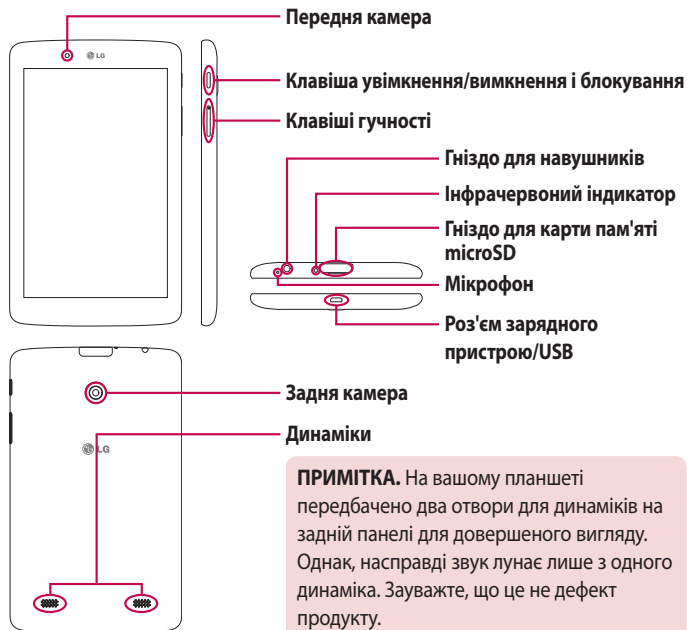 Передня камера
LG
Клавіша увімкнення/вимкнення і блокування
Клавіші гучності
Гніздо для навушників
Інфрачервоний індикатор
Гніздо для карти пам'яті
microSD
Мікрофон
Роз'єм зарядного
пристрою/USB
Задня камера
Динаміки
LG
ПРИМІТКА. На вашому планшеті
передбачено два отвори для динаміків на
задній панелі для довершеного вигляду.
Однак, насправді звук лунає лише з одного
динаміка. Зауважте, що це не дефект
продукту.